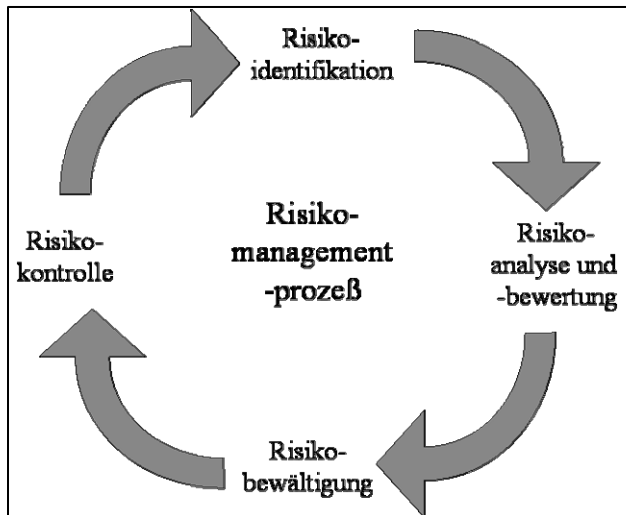 Risiko-
identifikation
Risiko-
analyse und
-bewertung
Risiko-
bewältigung
Risiko-
kontrolle
Risiko-
management
-prozeß